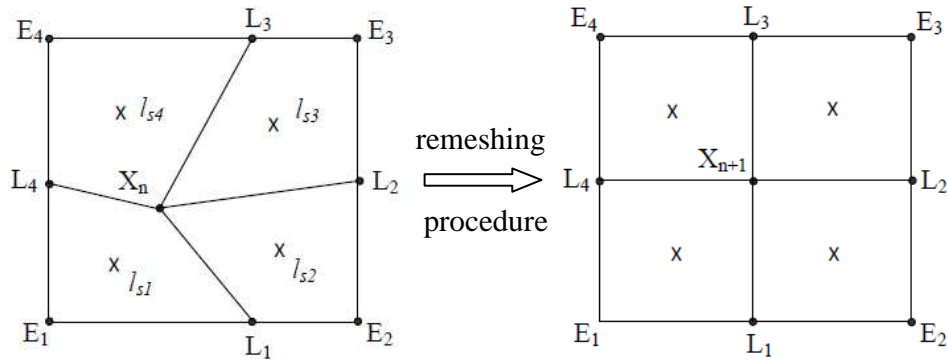 E4 L3 E3
x ls4
x ls3
L4 Xn L2
x ls1
x ls2
E1 L1 E2
remeshing
procedure
E4 L3 E3
x x
L4 Xn+1 L2
x x
E1 L1 E2